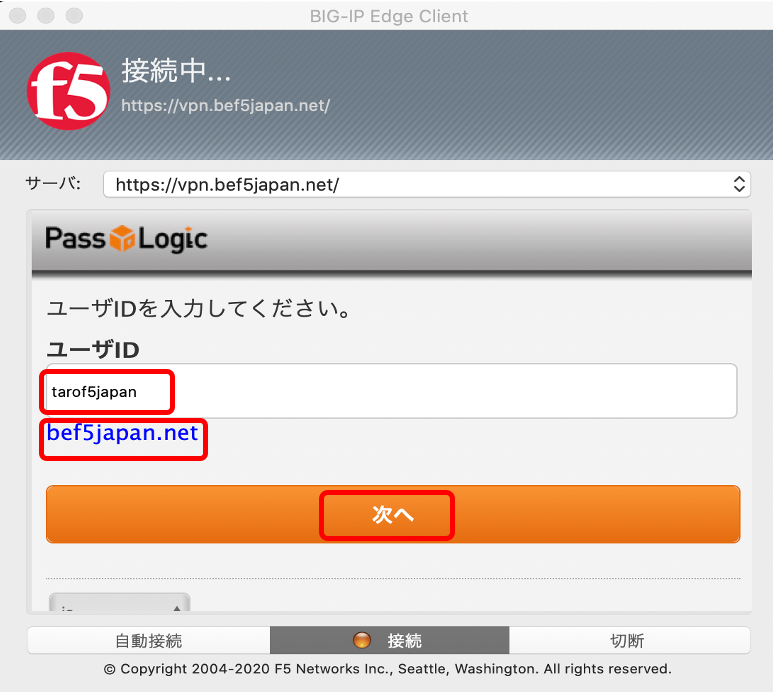 BIG-IP Edge Client
f5
接続中...
https://vpn.bef5japan.net/
サーバ: https://vpn.bef5japan.net/
PassLogic
ユーザIDを入力してください。
ユーザID
tarof5japan
bef5japan.net
次へ
自動接続 接続 切断
© Copyright 2004-2020 F5 Networks Inc., Seattle, Washington. All rights reserved.